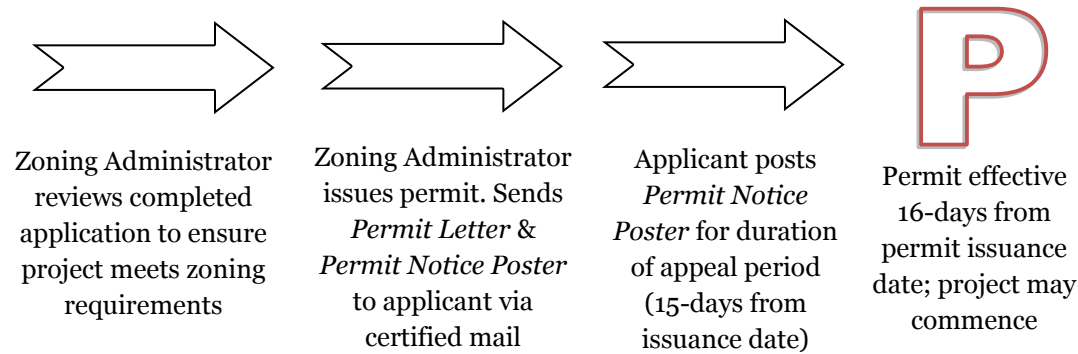 P
Zoning Administrator
reviews completed
application to ensure
project meets zoning
requirements
Zoning Administrator
issues permit. Sends
Permit Letter &
Permit Notice Poster
to applicant via
certified mail
Applicant posts
Permit Notice
Poster for duration
of appeal period
(15-days from
issuance date)
Permit effective
16-days from
permit issuance
date; project may
commence